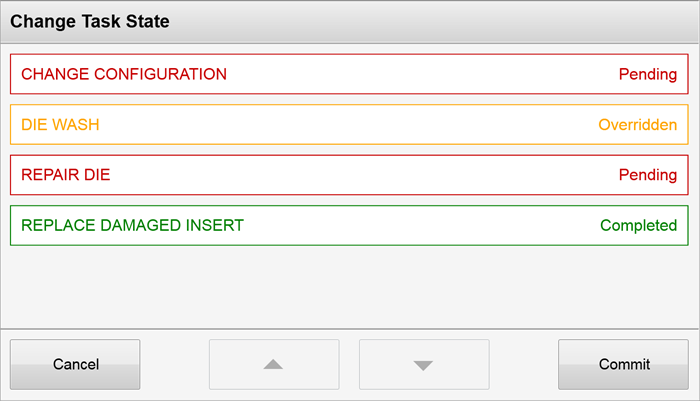 Change Task State
CHANGE CONFIGURATION Pending
DIE WASH Overridden
REPAIR DIE Pending
REPLACE DAMAGED INSERT Completed
Cancel Commit